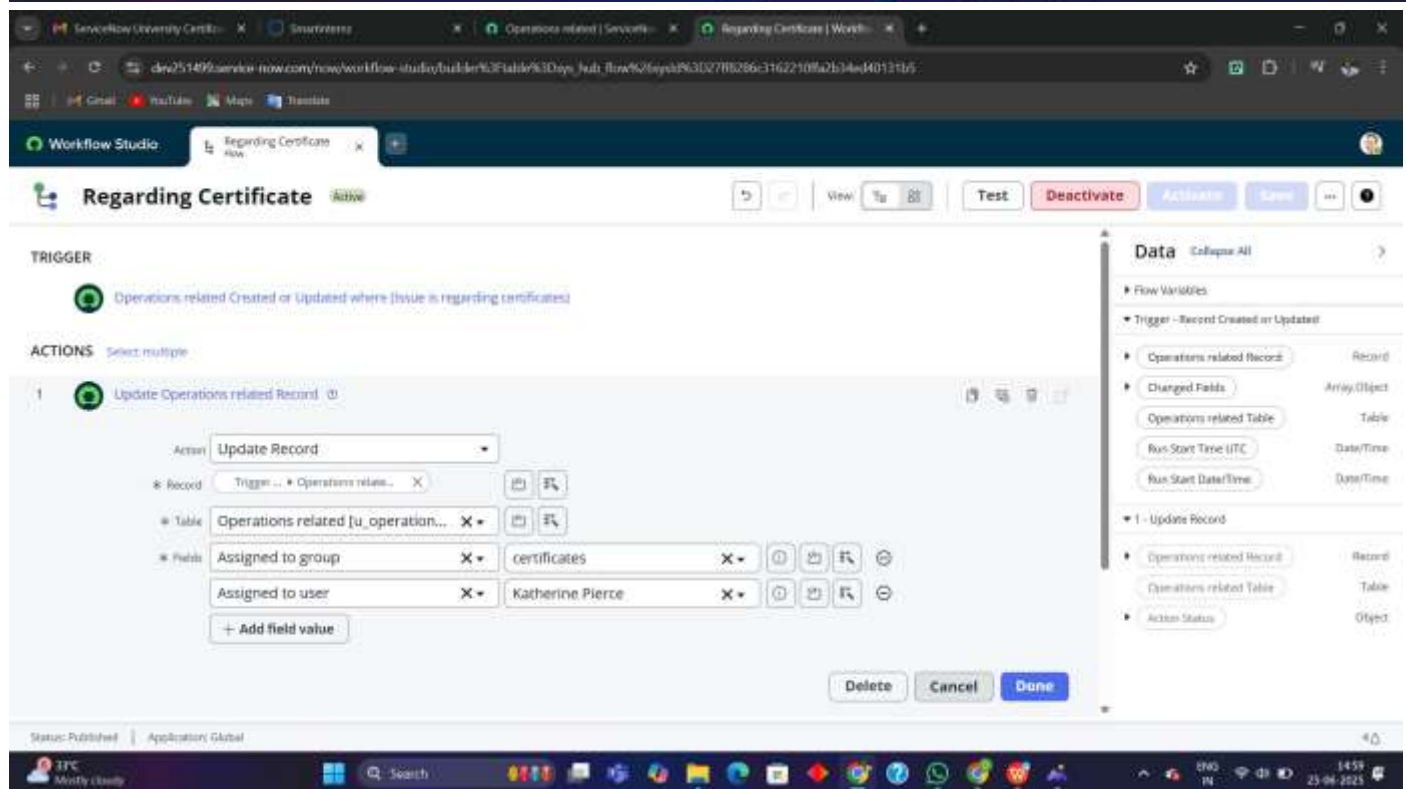 ServiceNow University Certific
SmartInternz
Operations related | ServiceN
Regarding Certificate | Workfl
Gmail YouTube Maps Translate
Workflow Studio
Regarding Certificate
Flow
Regarding Certificate Active
View: Test Deactivate Activate Save
TRIGGER
Operations related Created or Updated where (Issue is regarding certificates)
ACTIONS Select multiple
1 Update Operations related Record
Action Update Record
* Record Trigger ... Operations relate...
* Table Operations related [u_operation...
* Fields Assigned to group certificates
Assigned to user Katherine Pierce
+ Add field value
Delete Cancel Done
Data Collapse All
Flow Variables
Trigger - Record Created or Updated
Operations related Record Record
Changed Fields Array.Object
Operations related Table Table
Run Start Time UTC Date/Time
Run Start Date/Time Date/Time
1 - Update Record
Operations related Record Record
Operations related Table Table
Action Status Object
Status: Published | Application: Global
33°C
Mostly cloudy
Search
ENG
IN
14:59
25-06-2025